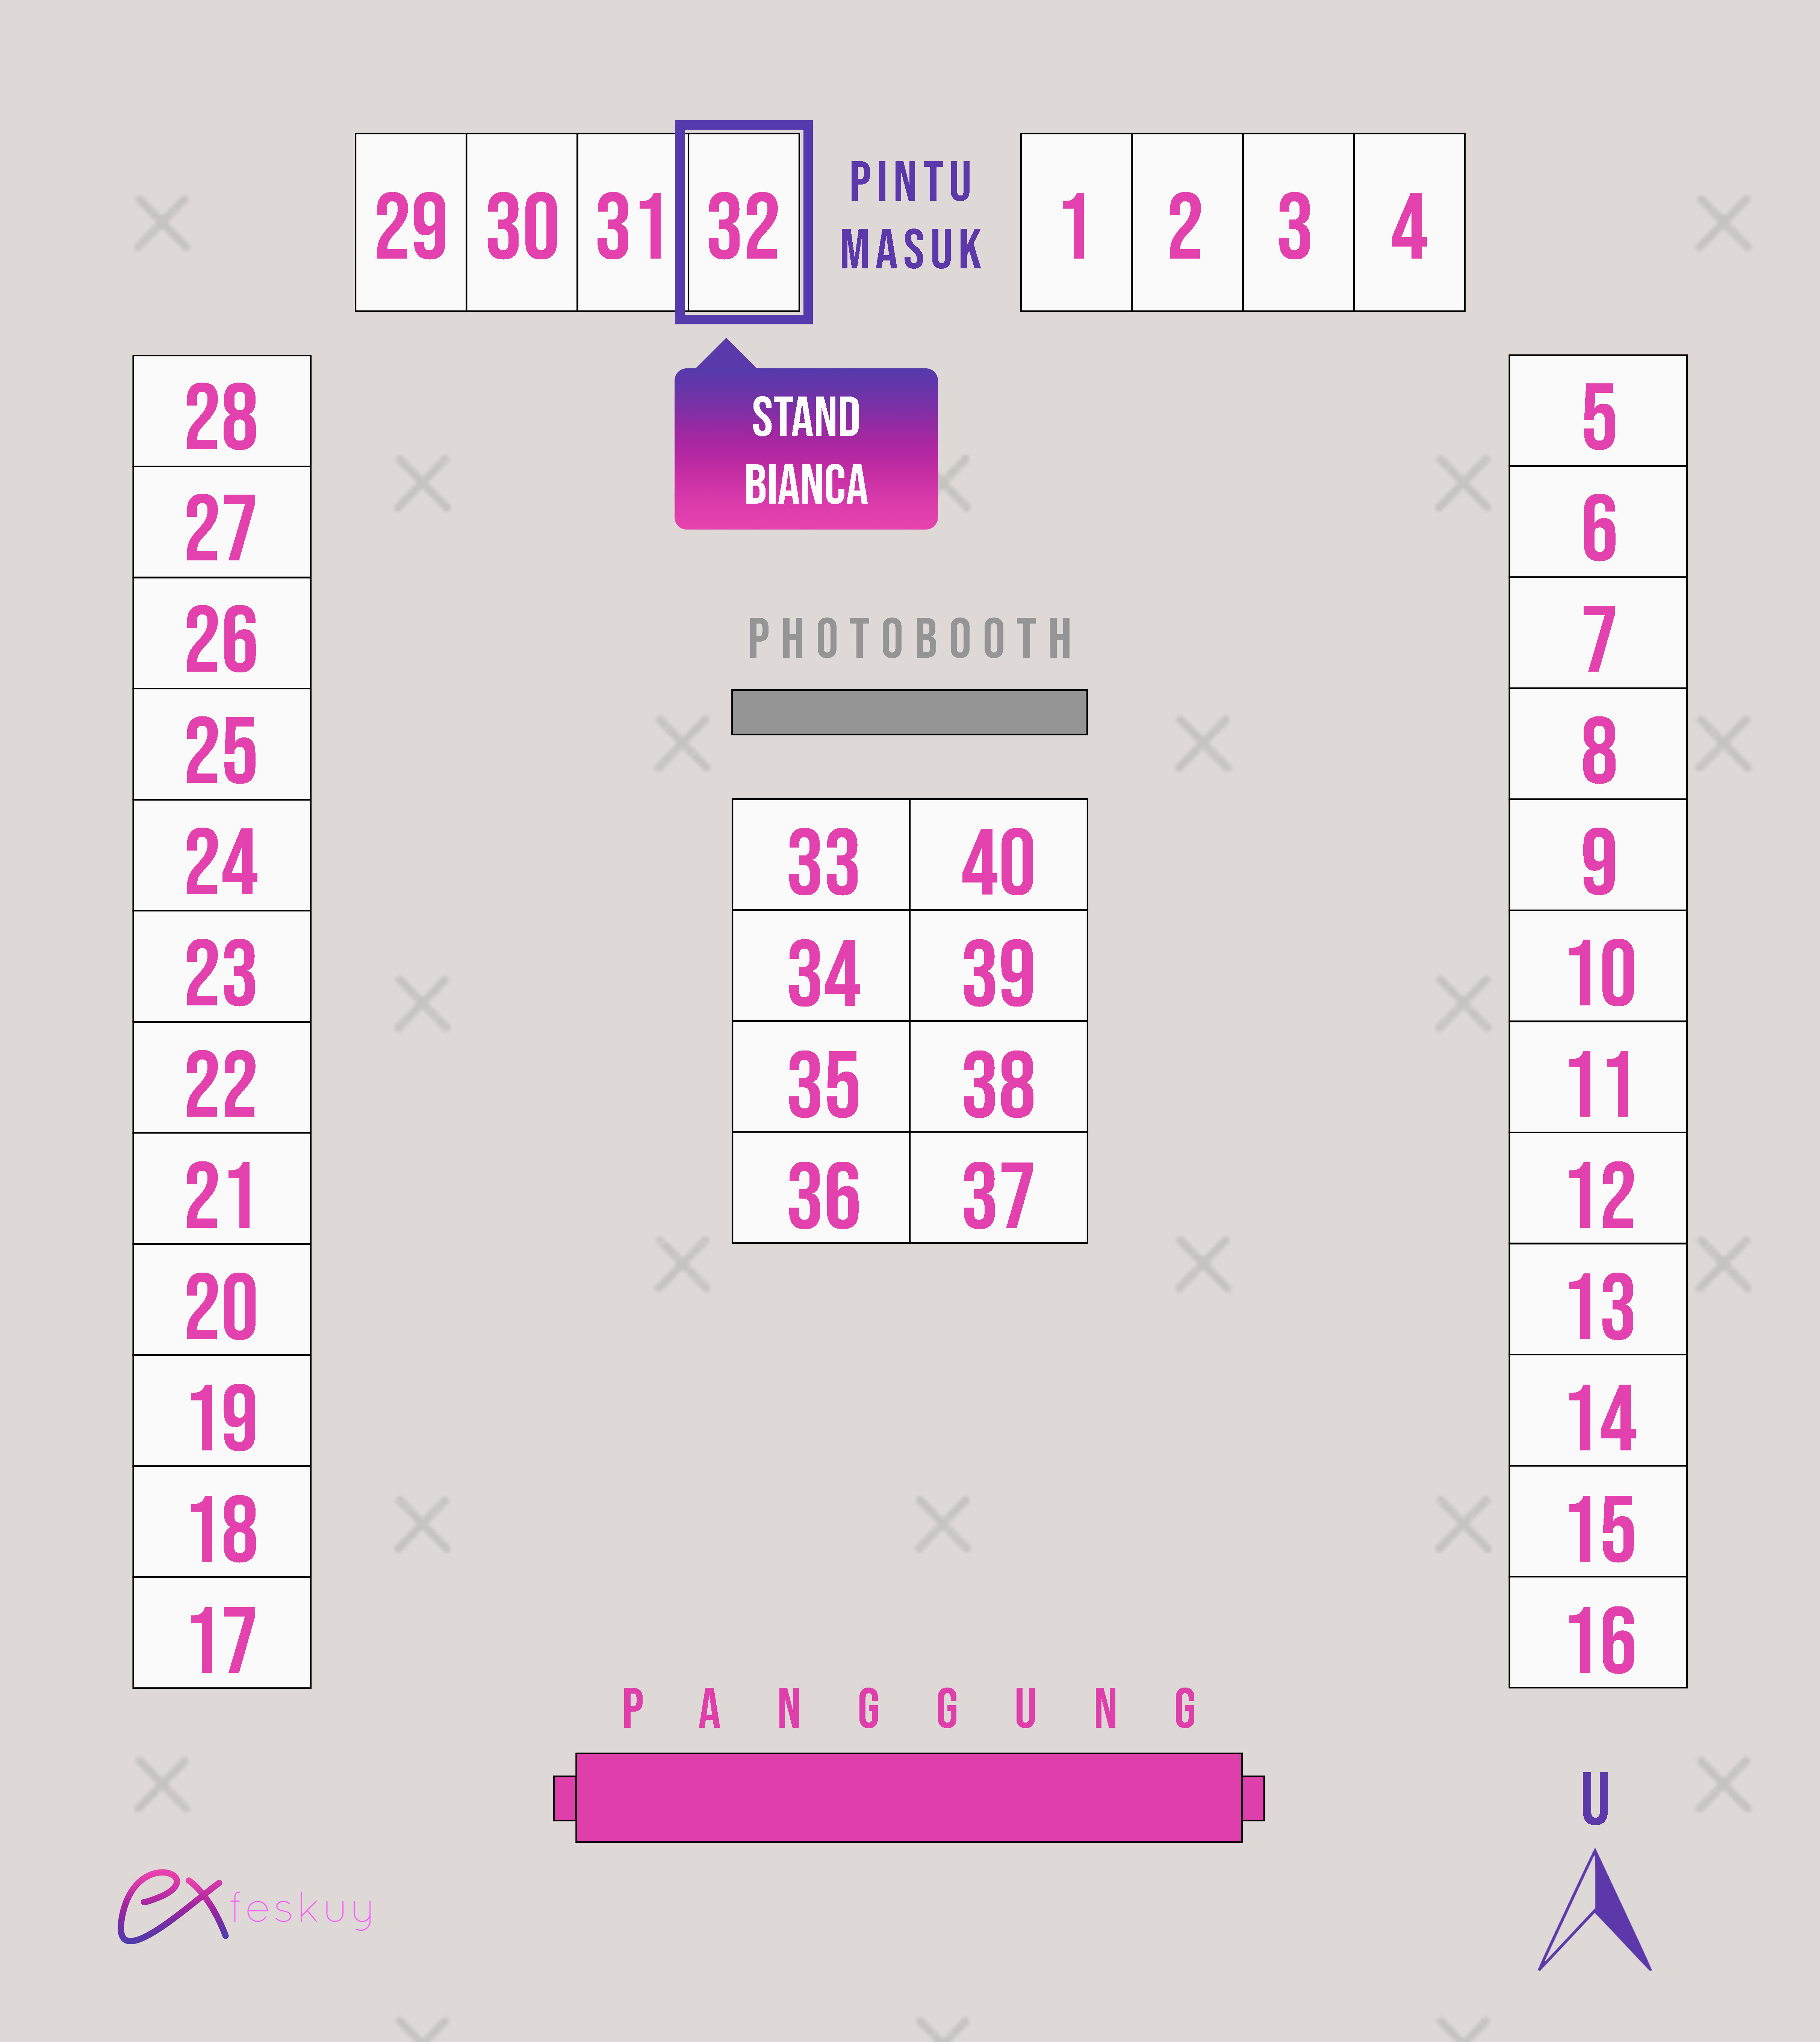 29 30 31 32 PINTU MASUK 1 2 3 4
STAND
BIANCA
28 5
27 6
PHOTOBOOTH
26 7
25 8
24 33 40 9
23 34 39 10
22 35 38 11
21 36 37 12
20 13
19 14
18 15
17 16
PANGGUNG
U
ex feskuy